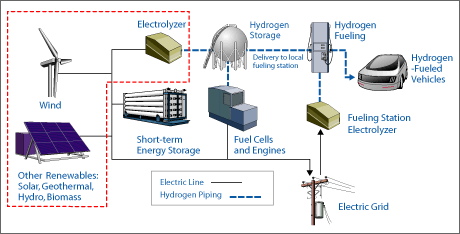 Electrolyzer
Hydrogen
Storage
Hydrogen
Fueling
Delivery to local
fueling station
Hydrogen
-Fueled
Vehicles
Wind
Short-term
Energy Storage
Fuel Cells
and Engines
Fueling Station
Electrolyzer
Other Renewables:
Solar, Geothermal,
Hydro, Biomass
Electric Line
Hydrogen Piping
Electric Grid